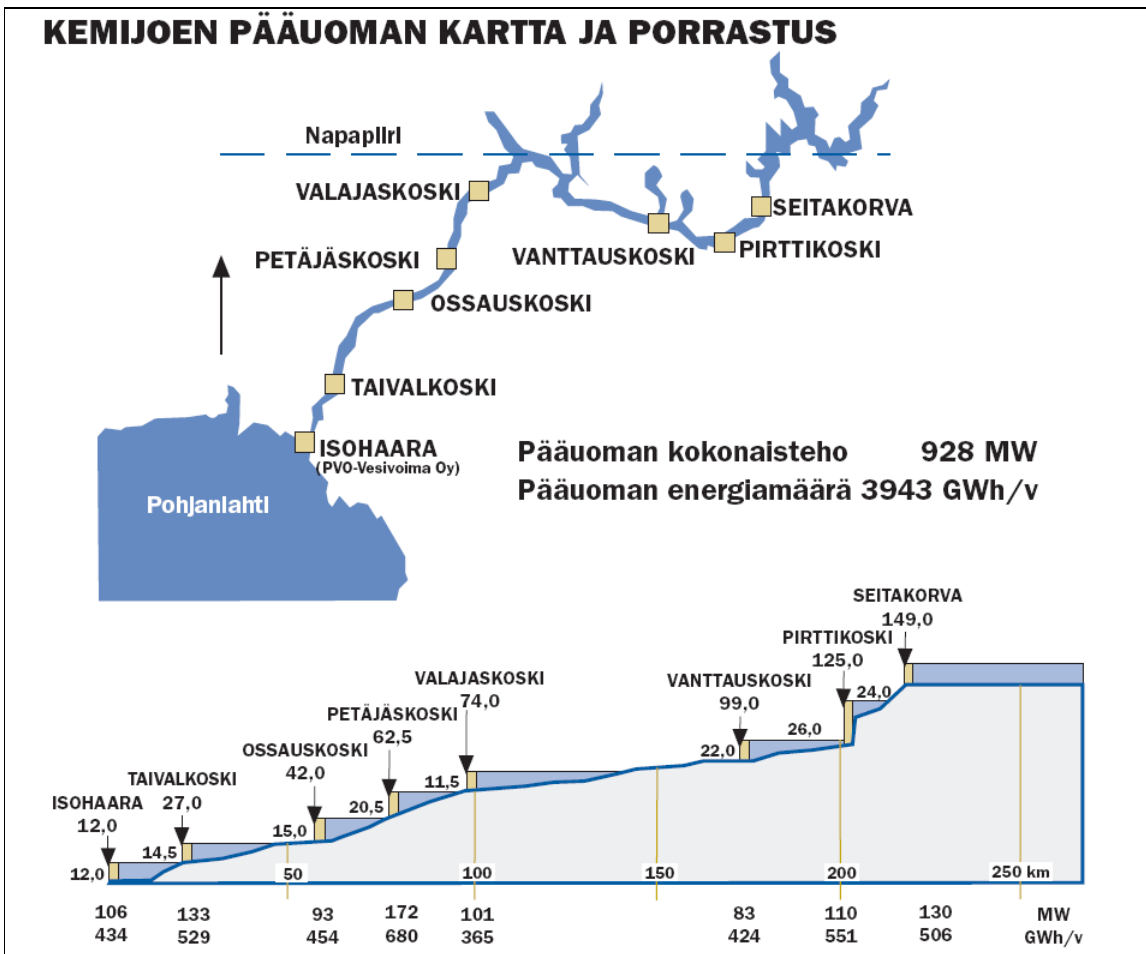 KEMIJOEN PÄÄUOMAN KARTTA JA PORRASTUS
Napapiiri
VALAJASKOSKI
SEITAKORVA
VANTTAUSKOSKI
PIRTTIKOSKI
PETÄJÄSKOSKI
OSSAUSKOSKI
TAIVALKOSKI
ISOHAARA
(PVO-Vesivoima Oy)
Pohjanlahti
Pääuoman kokonaisteho 928 MW
Pääuoman energiamäärä 3943 GWh/v
SEITAKORVA
149,0
PIRTTIKOSKI
125,0
24,0
VANTTAUSKOSKI
99,0
26,0
22,0
VALAJASKOSKI
74,0
PETÄJÄSKOSKI
62,5
11,5
OSSAUSKOSKI
42,0
20,5
TAIVALKOSKI
27,0
15,0
ISOHAARA
12,0
14,5
12,0
50 100 150 200 250 km
106 133 93 172 101 83 110 130 MW
434 529 454 680 365 424 551 506 GWh/v